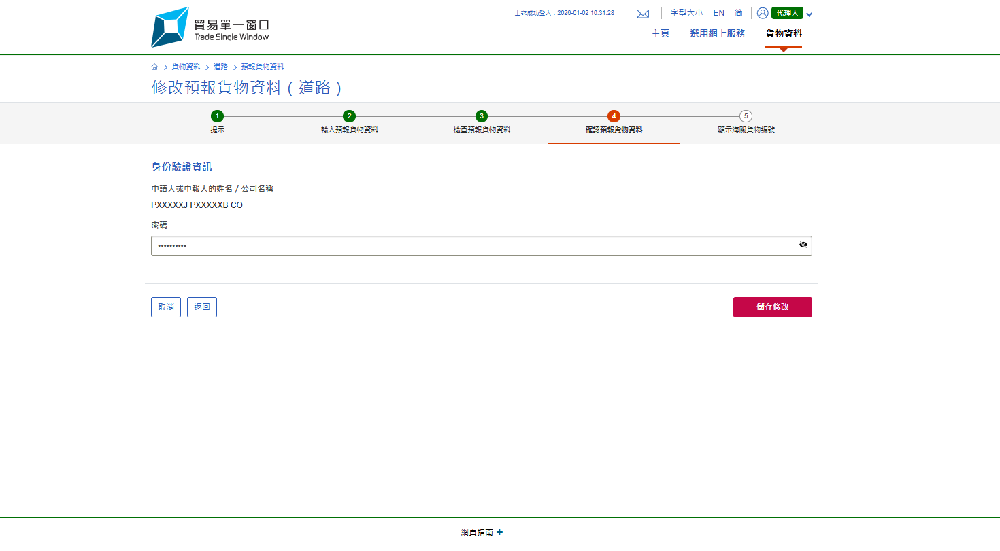 貿易單一窗口
Trade Single Window
上次成功登入：2026-01-02 10:31:28
字型大小 EN 简 代理人
主頁 選用網上服務 貨物資料
貨物資料 道路 預報貨物資料
修改預報貨物資料（道路）
1 2 3 4 5
提示 輸入預報貨物資料 檢查預報貨物資料 確認預報貨物資料 顯示海關貨物編號
身份驗證資訊
申請人或申報人的姓名 / 公司名稱
PXXXXXJ PXXXXXB CO
密碼
••••••••••
取消 返回 儲存修改
網頁指南 +